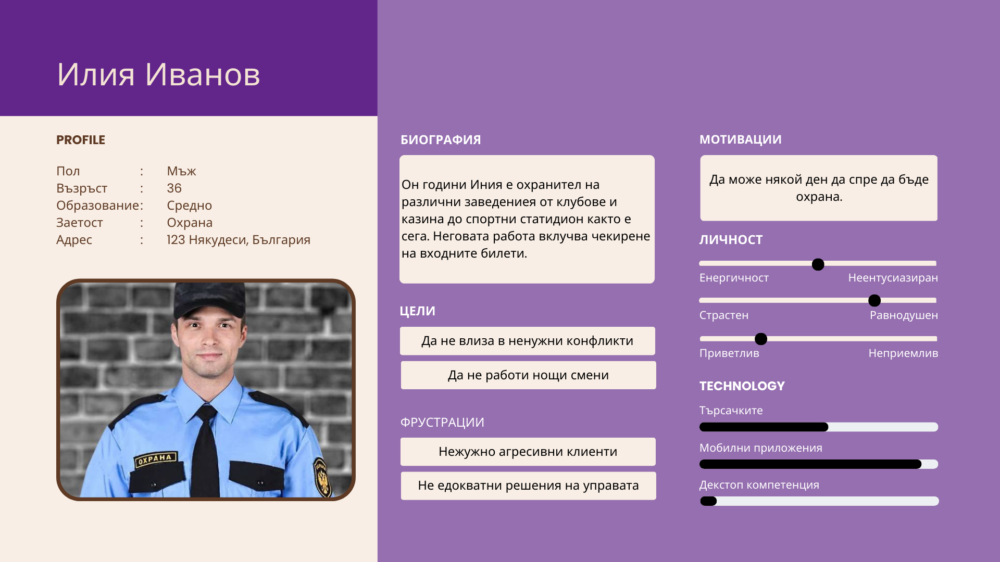 Илия Иванов
PROFILE
Пол : Мъж
Възръст : 36
Образование : Средно
Заетост : Охрана
Адрес : 123 Някудеси, България
ОХРАНА
БИОГРАФИЯ
Он години Иния е охранител на
различни заведениея от клубове и
казина до спортни статидион както е
сега. Неговата работа вклучва чекирене
на входните билети.
ЦЕЛИ
Да не влиза в ненужни конфликти
Да не работи нощи смени
ФРУСТРАЦИИ
Нежужно агресивни клиенти
Не едокватни решения на управата
МОТИВАЦИИ
Да може някой ден да спре да бъде
охрана.
ЛИЧНОСТ
Енергичност Неентусиазиран
Страстен Равнодушен
Приветлив Неприемлив
TECHNOLOGY
Търсачките
Мобилни приложения
Декстоп компетенция